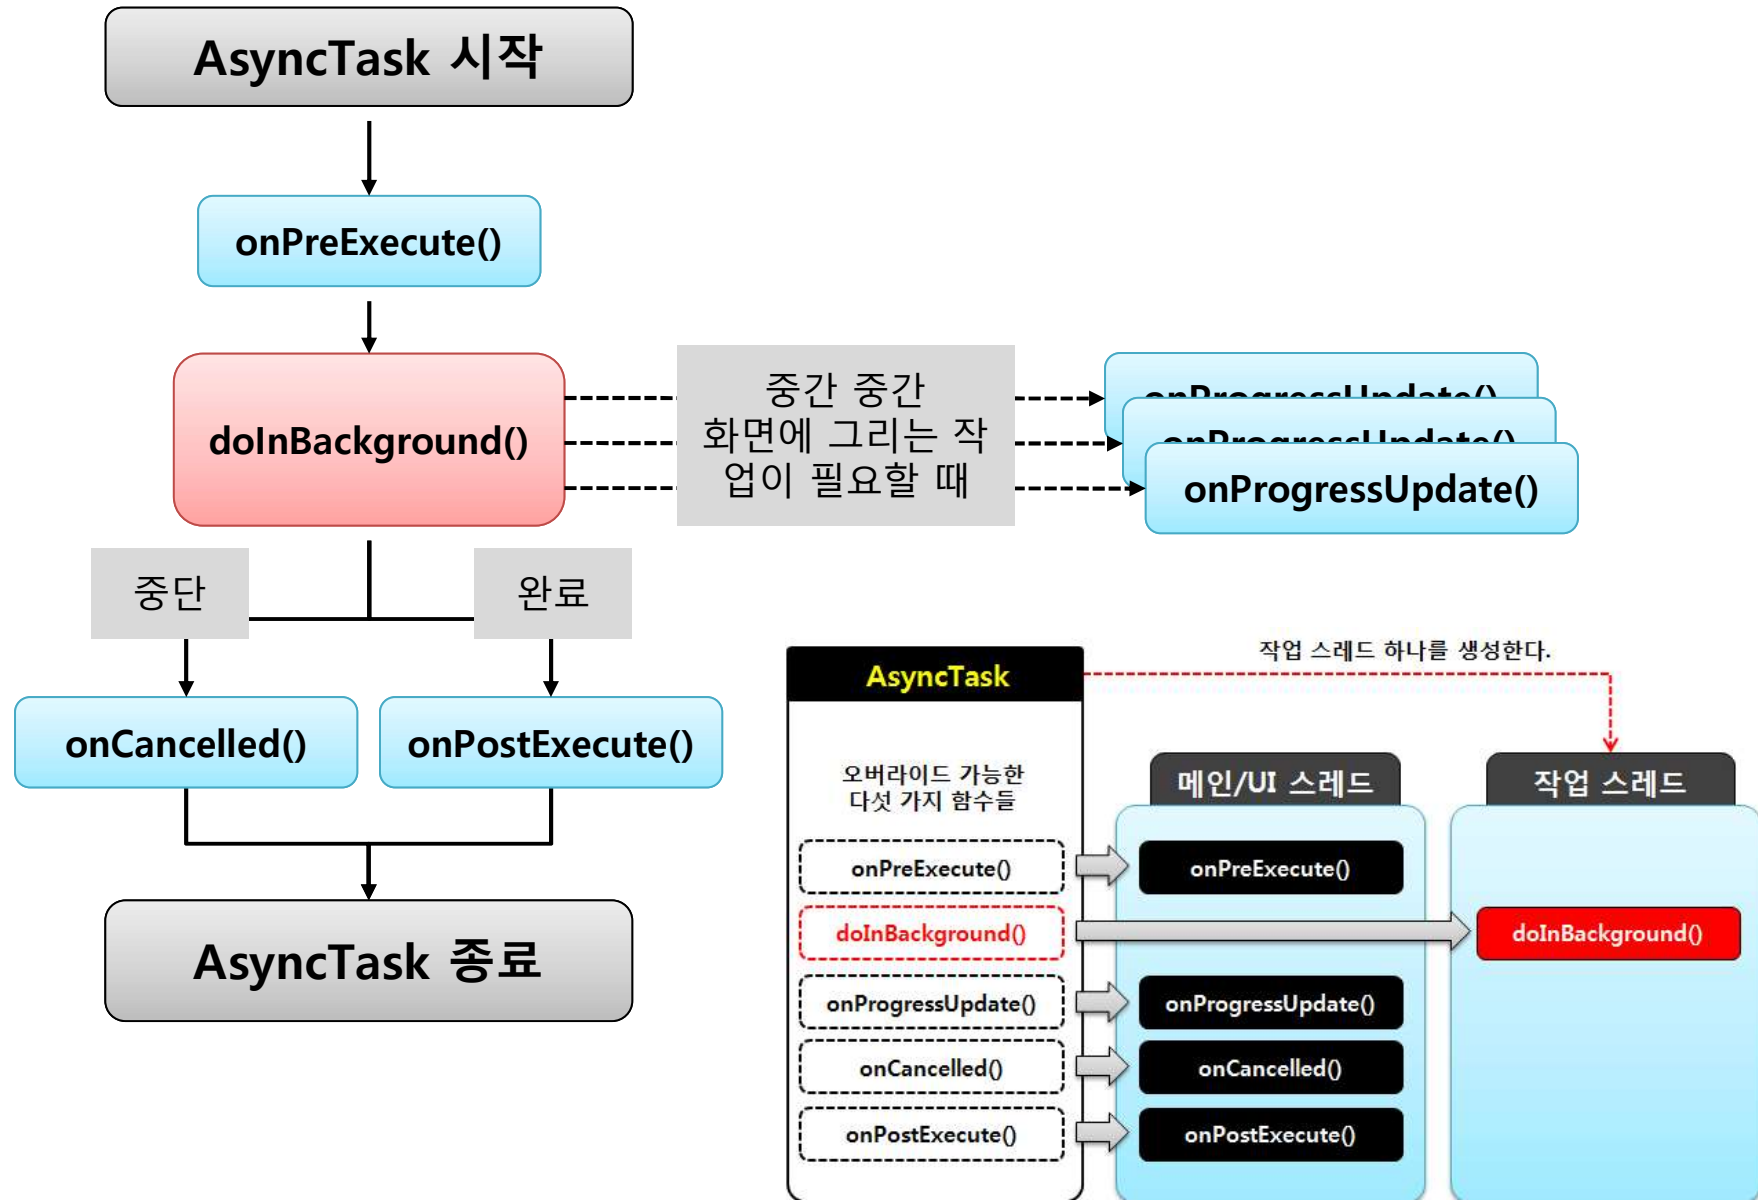 AsyncTask 시작
onPreExecute()
doInBackground()
중간 중간
화면에 그리는 작
업이 필요할 때
onProgressUpdate()
onProgressUpdate()
onProgressUpdate()
중단
완료
onCancelled()
onPostExecute()
AsyncTask 종료
작업 스레드 하나를 생성한다.
AsyncTask
오버라이드 가능한
다섯 가지 함수들
onPreExecute()
doInBackground()
onProgressUpdate()
onCancelled()
onPostExecute()
메인/UI 스레드
onPreExecute()
onProgressUpdate()
onCancelled()
onPostExecute()
작업 스레드
doInBackground()